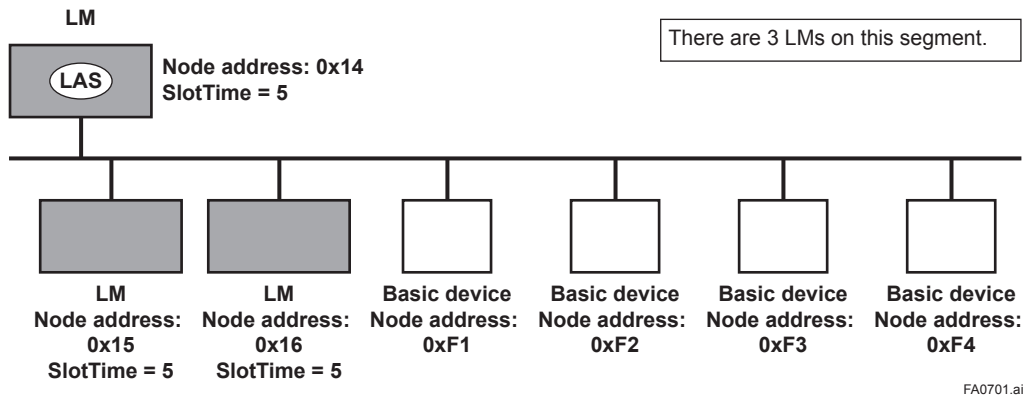 LM
There are 3 LMs on this segment.
LAS
Node address: 0x14
SlotTime = 5
LM
Node address:
0x15
SlotTime = 5
LM
Node address:
0x16
SlotTime = 5
Basic device
Node address:
0xF1
Basic device
Node address:
0xF2
Basic device
Node address:
0xF3
Basic device
Node address:
0xF4
FA0701.ai